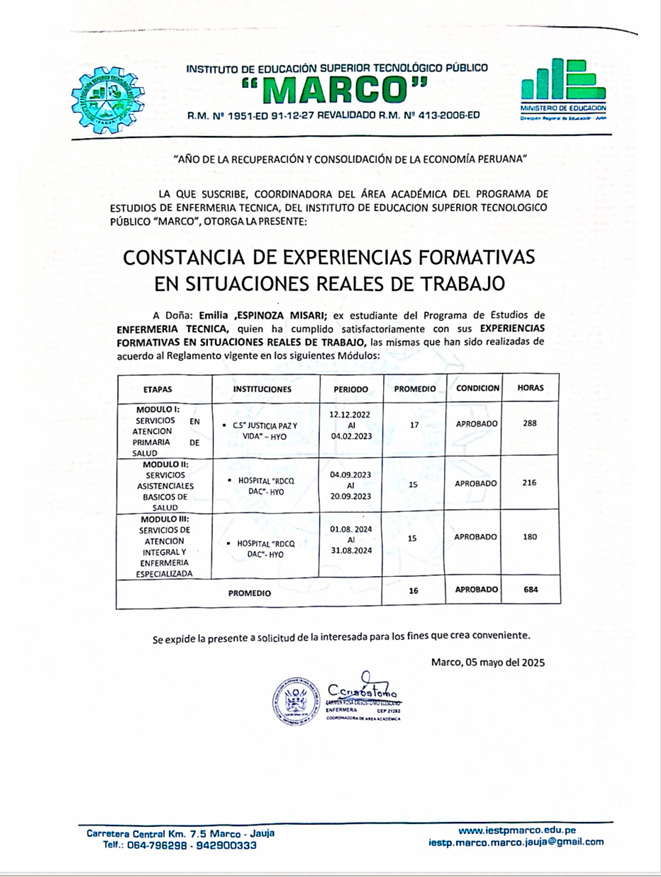 INSTITUTO DE EDUCACIÓN SUPERIOR TECNOLÓGICO PÚBLICO
“MARCO”
R.M. Nº 1951-ED 91-12-27 REVALIDADO R.M. Nº 413-2006-ED
MINISTERIO DE EDUCACIÓN
Dirección Regional de Educación - Junín
“AÑO DE LA RECUPERACIÓN Y CONSOLIDACIÓN DE LA ECONOMÍA PERUANA”
LA QUE SUSCRIBE, COORDINADORA DEL ÁREA ACADÉMICA DEL PROGRAMA DE
ESTUDIOS DE ENFERMERIA TECNICA, DEL INSTITUTO DE EDUCACION SUPERIOR TECNOLOGICO
PÚBLICO “MARCO”, OTORGA LA PRESENTE:
CONSTANCIA DE EXPERIENCIAS FORMATIVAS
EN SITUACIONES REALES DE TRABAJO
A Doña: Emilia ,ESPINOZA MISARI; ex estudiante del Programa de Estudios de
ENFERMERIA TECNICA, quien ha cumplido satisfactoriamente con sus EXPERIENCIAS
FORMATIVAS EN SITUACIONES REALES DE TRABAJO, las mismas que han sido realizadas de
acuerdo al Reglamento vigente en los siguientes Módulos:
ETAPAS INSTITUCIONES PERIODO PROMEDIO CONDICION HORAS
MODULO I:
SERVICIOS EN
ATENCION
PRIMARIA DE
SALUD
• C.S" JUSTICIA PAZ Y
VIDA" – HYO
12.12.2022
Al
04.02.2023
17
APROBADO
288
MODULO II:
SERVICIOS
ASISTENCIALES
BASICOS DE
SALUD
• HOSPITAL "RDCQ
DAC"- HYO
04.09.2023
Al
20.09.2023
15
APROBADO
216
MODULO III:
SERVICIOS DE
ATENCION
INTEGRAL Y
ENFERMERIA
ESPECIALIZADA
• HOSPITAL "RDCQ
DAC"- HYO
01.08. 2024
Al
31.08.2024
15
APROBADO
180
PROMEDIO 16 APROBADO 684
Se expide la presente a solicitud de la interesada para los fines que crea conveniente.
Marco, 05 mayo del 2025
ENFERMERA CEP 21282
COORDINADORA DE AREA ACADÉMICA
Carretera Central Km. 7.5 Marco - Jauja
Telf.: 064-796298 - 942900333
www.iestpmarco.edu.pe
iestp.marco.marco.jauja@gmail.com